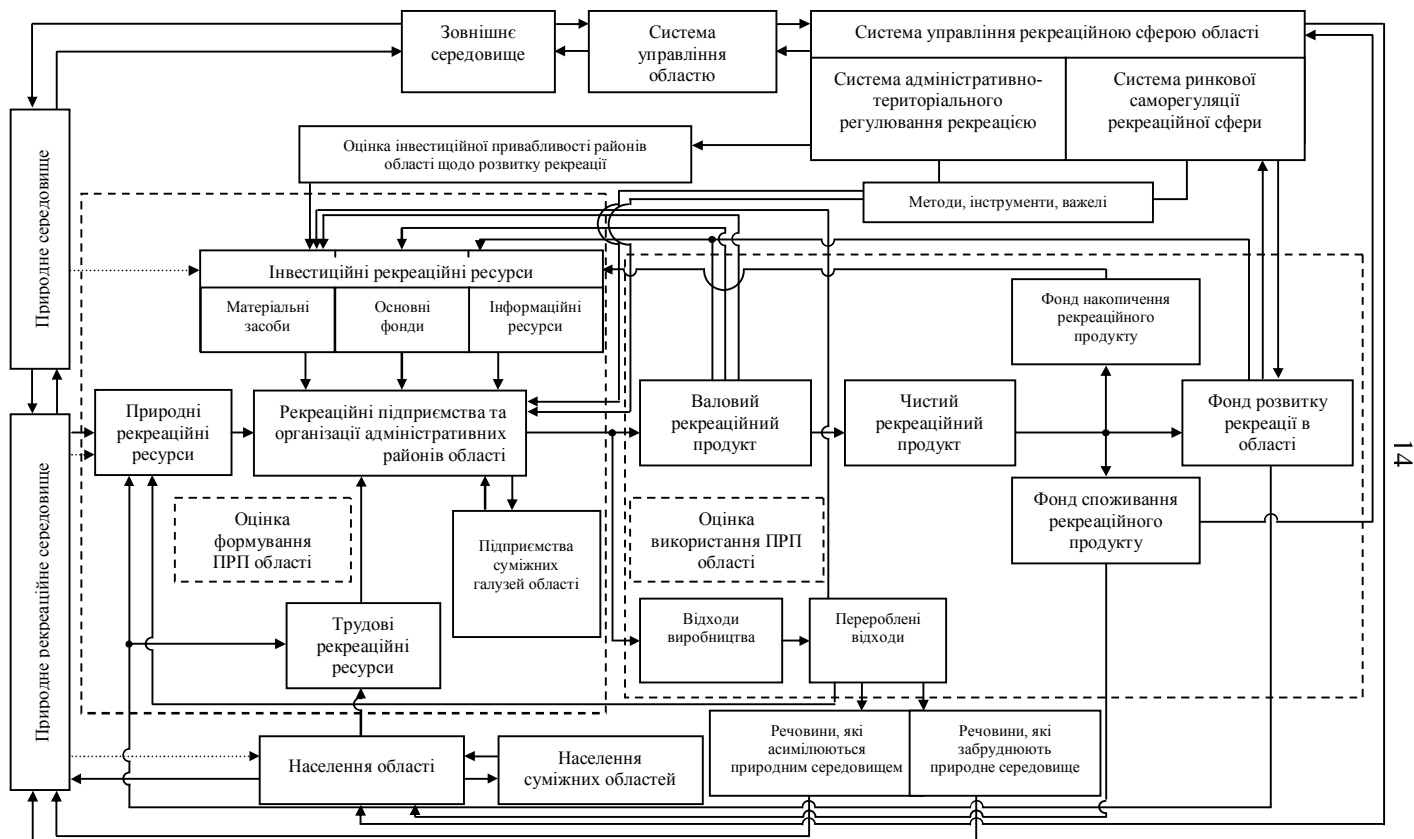 Зовнішнє
середовище
Система
управління
областю
Система управління рекреаційною сферою області
Система адміністративно-
територіального
регулювання рекреацією
Система ринкової
саморегуляції
рекреаційної сфери
Оцінка інвестиційної привабливості районів
області щодо розвитку рекреації
Методи, інструменти, важелі
Природне середовище
Інвестиційні рекреаційні ресурси
Матеріальні
засоби
Основні
фонди
Інформаційні
ресурси
Фонд накопичення
рекреаційного
продукту
Природне рекреаційне середовище
Природні
рекреаційні
ресурси
Рекреаційні підприємства та
організації адміністративних
районів області
Валовий
рекреаційний
продукт
Чистий
рекреаційний
продукт
Фонд розвитку
рекреації в
області
14
Оцінка
формування
ПРП області
Підприємства
суміжних
галузей області
Оцінка
використання ПРП
області
Фонд споживання
рекреаційного
продукту
Трудові
рекреаційні
ресурси
Відходи
виробництва
Перероблені
відходи
Населення області
Населення
суміжних областей
Речовини, які
асимілюються
природним середовищем
Речовини, які
забруднюють
природне середовище